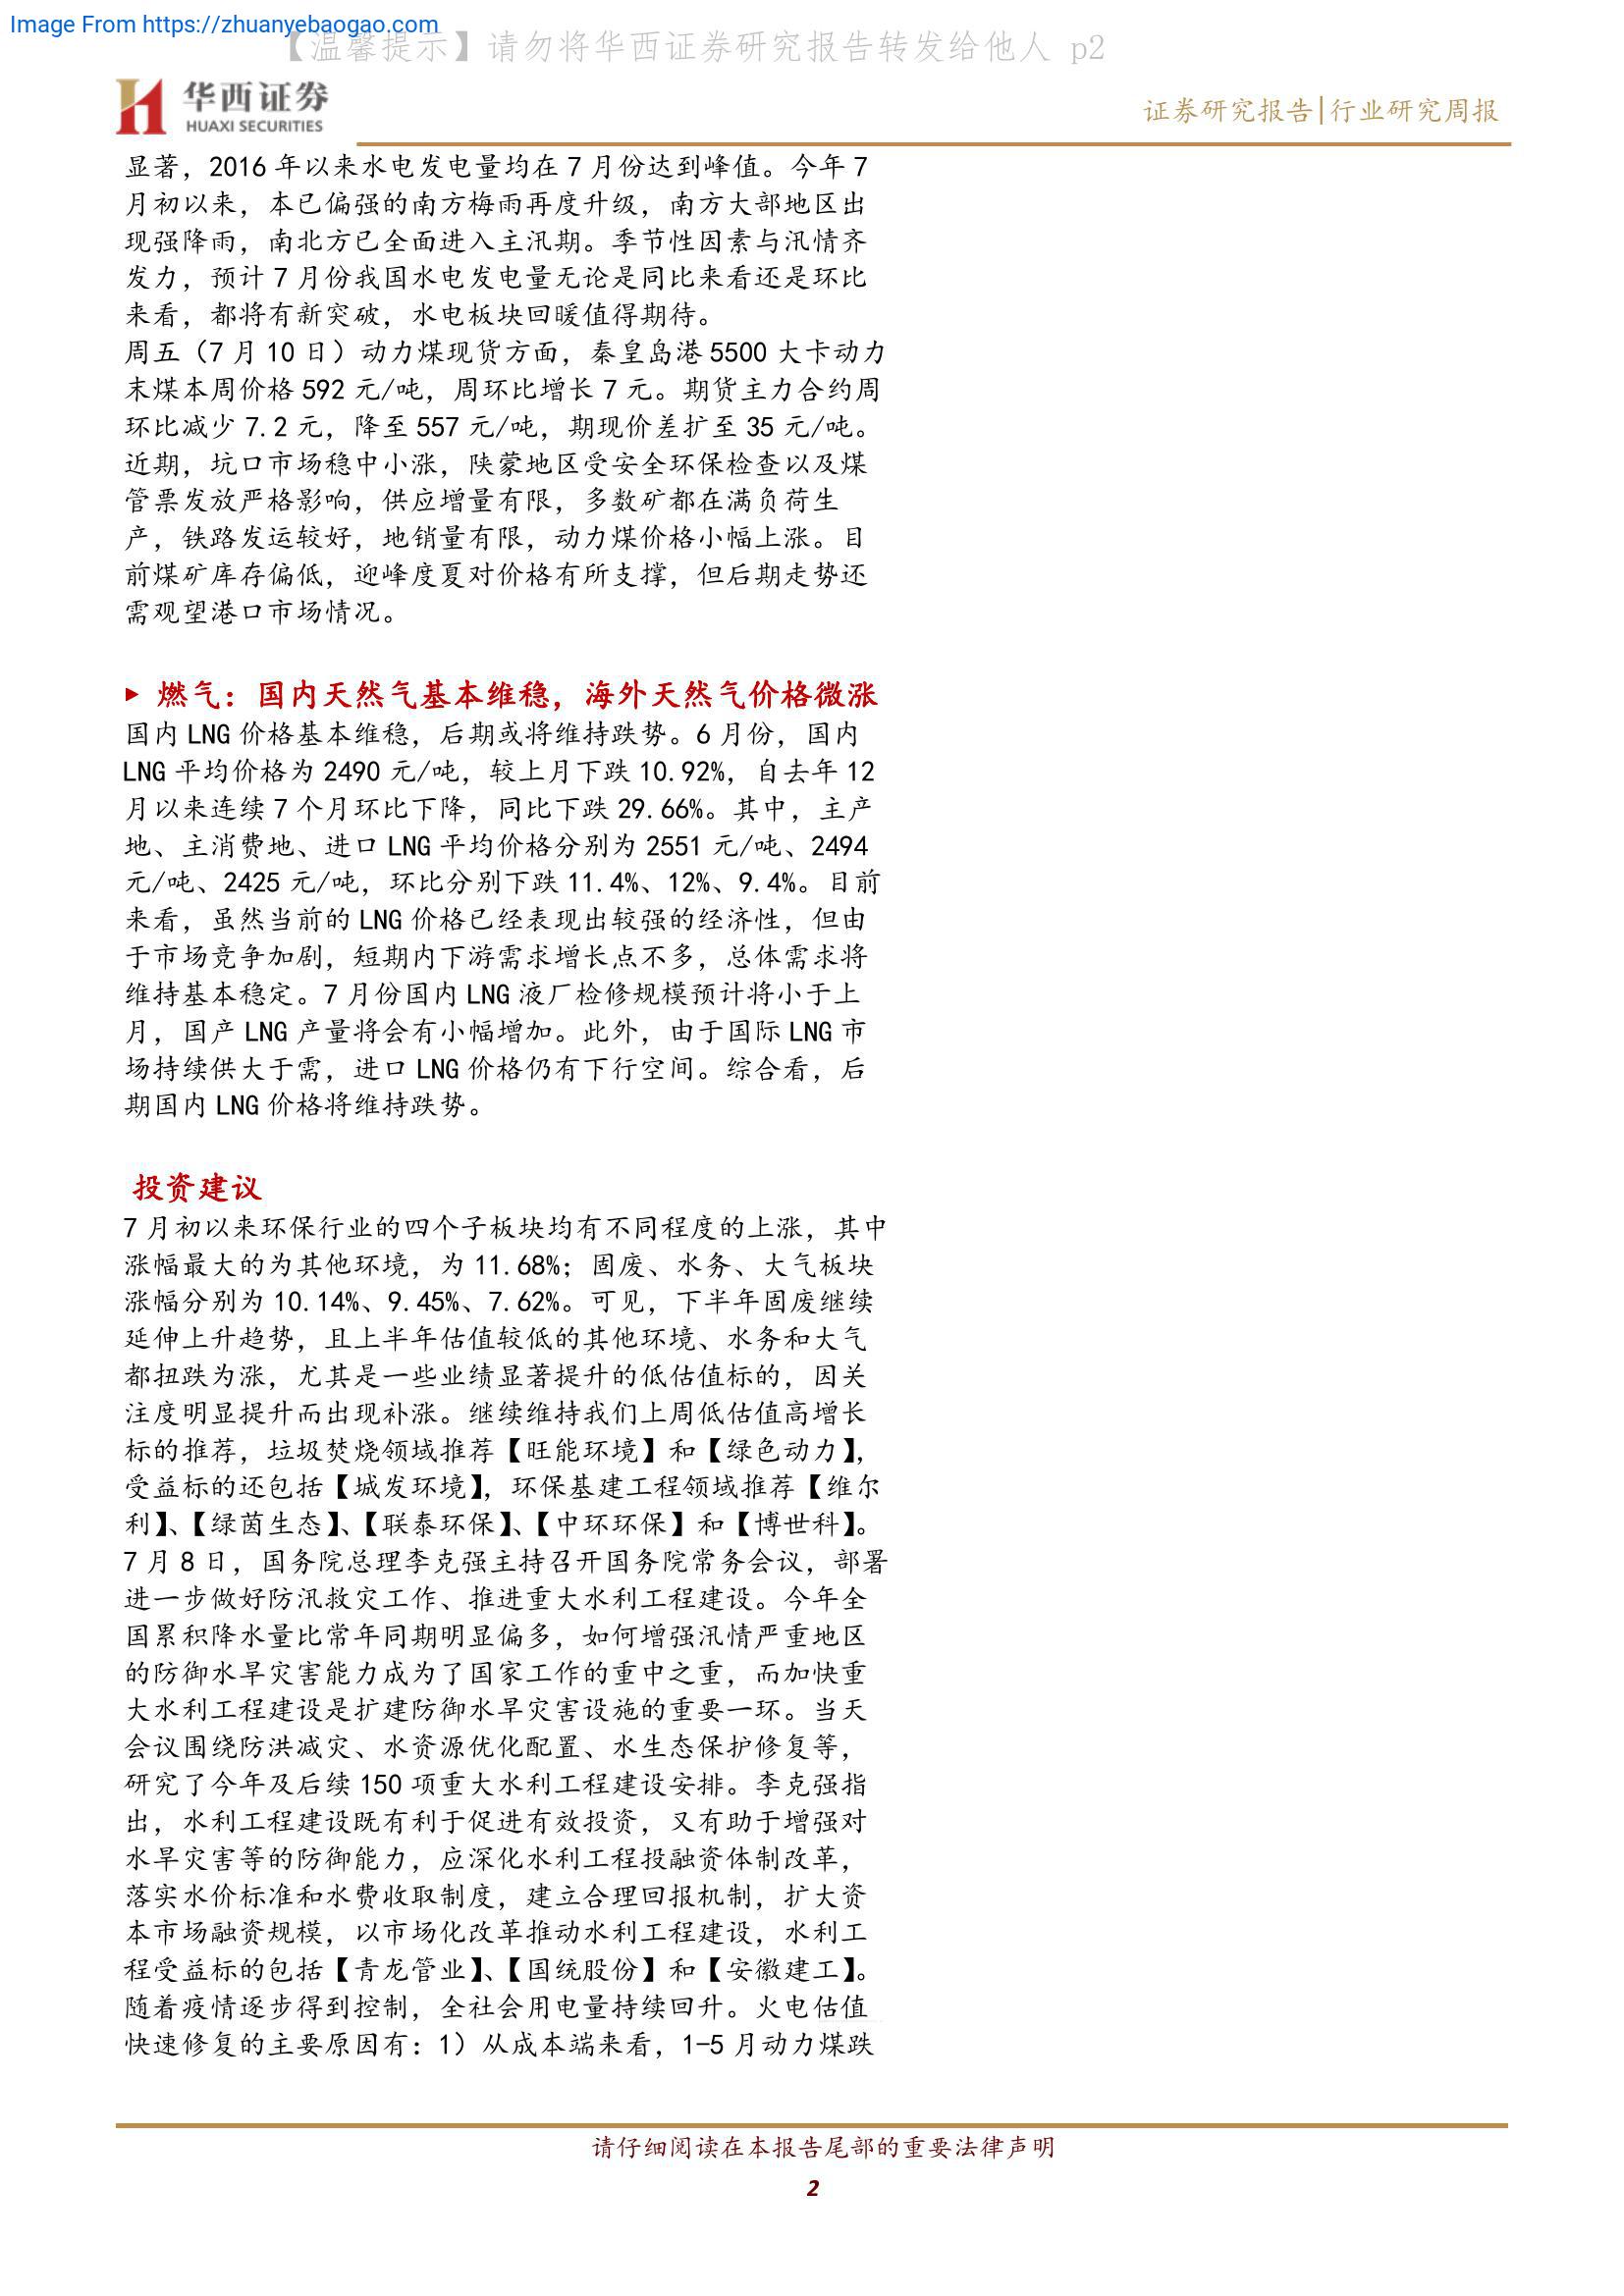 Image From https://zhuanyebaogao.com
【温馨提示】请勿将华西证券研究报告转发给他人 p2
华西证券
HUAXI SECURITIES
证券研究报告|行业研究周报
显著，2016 年以来水电发电量均在 7 月份达到峰值。今年 7
月初以来，本已偏强的南方梅雨再度升级，南方大部地区出
现强降雨，南北方已全面进入主汛期。季节性因素与汛情齐
发力，预计 7 月份我国水电发电量无论是同比来看还是环比
来看，都将有新突破，水电板块回暖值得期待。
周五（7 月 10 日）动力煤现货方面，秦皇岛港 5500 大卡动力
末煤本周价格 592 元/吨，周环比增长 7 元。期货主力合约周
环比减少 7.2 元，降至 557 元/吨，期现价差扩至 35 元/吨。
近期，坑口市场稳中小涨，陕蒙地区受安全环保检查以及煤
管票发放严格影响，供应增量有限，多数矿都在满负荷生
产，铁路发运较好，地销量有限，动力煤价格小幅上涨。目
前煤矿库存偏低，迎峰度夏对价格有所支撑，但后期走势还
需观望港口市场情况。
▶ 燃气：国内天然气基本维稳，海外天然气价格微涨
国内 LNG 价格基本维稳，后期或将维持跌势。6 月份，国内
LNG 平均价格为 2490 元/吨，较上月下跌 10.92%，自去年 12
月以来连续 7 个月环比下降，同比下跌 29.66%。其中，主产
地、主消费地、进口 LNG 平均价格分别为 2551 元/吨、2494
元/吨、2425 元/吨，环比分别下跌 11.4%、12%、9.4%。目前
来看，虽然当前的 LNG 价格已经表现出较强的经济性，但由
于市场竞争加剧，短期内下游需求增长点不多，总体需求将
维持基本稳定。7 月份国内 LNG 液厂检修规模预计将小于上
月，国产 LNG 产量将会有小幅增加。此外，由于国际 LNG 市
场持续供大于需，进口 LNG 价格仍有下行空间。综合看，后
期国内 LNG 价格将维持跌势。
投资建议
7 月初以来环保行业的四个子板块均有不同程度的上涨，其中
涨幅最大的为其他环境，为 11.68%；固废、水务、大气板块
涨幅分别为 10.14%、9.45%、7.62%。可见，下半年固废继续
延伸上升趋势，且上半年估值较低的其他环境、水务和大气
都扭跌为涨，尤其是一些业绩显著提升的低估值标的，因关
注度明显提升而出现补涨。继续维持我们上周低估值高增长
标的推荐，垃圾焚烧领域推荐【旺能环境】和【绿色动力】，
受益标的还包括【城发环境】，环保基建工程领域推荐【维尔
利】、【绿茵生态】、【联泰环保】、【中环环保】和【博世科】。
7 月 8 日，国务院总理李克强主持召开国务院常务会议，部署
进一步做好防汛救灾工作、推进重大水利工程建设。今年全
国累积降水量比常年同期明显偏多，如何增强汛情严重地区
的防御水旱灾害能力成为了国家工作的重中之重，而加快重
大水利工程建设是扩建防御水旱灾害设施的重要一环。当天
会议围绕防洪减灾、水资源优化配置、水生态保护修复等，
研究了今年及后续 150 项重大水利工程建设安排。李克强指
出，水利工程建设既有利于促进有效投资，又有助于增强对
水旱灾害等的防御能力，应深化水利工程投融资体制改革，
落实水价标准和水费收取制度，建立合理回报机制，扩大资
本市场融资规模，以市场化改革推动水利工程建设，水利工
程受益标的包括【青龙管业】、【国统股份】和【安徽建工】。
随着疫情逐步得到控制，全社会用电量持续回升。火电估值
快速修复的主要原因有：1）从成本端来看，1-5 月动力煤跌
请仔细阅读在本报告尾部的重要法律声明
2